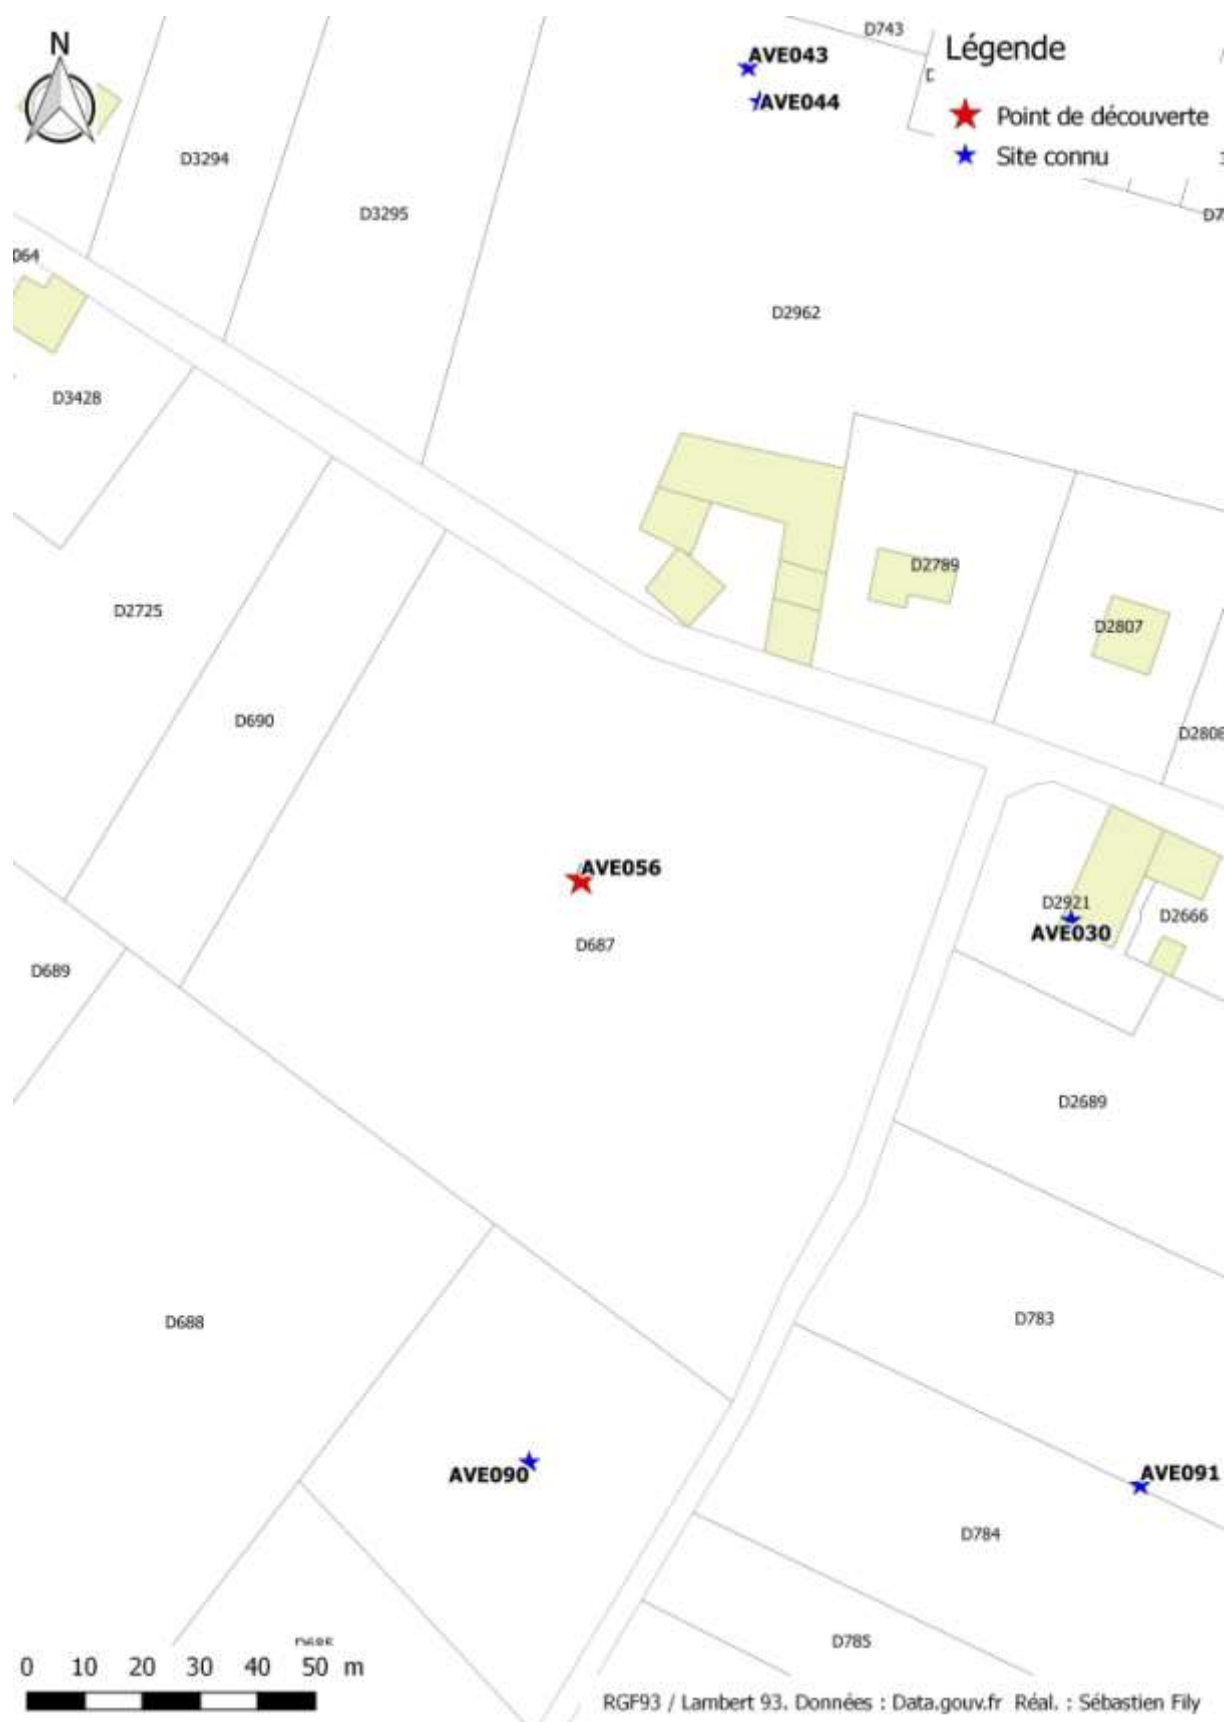 D743
N
AVE043
Légende
AVE044
Point de découverte
Site connu
D3294
D3295
064
D2962
D3428
D2789
D2725
D2807
D690
D2808
AVE056
D2921
D2666
AVE030
D687
D689
D2689
D688
D783
AVE090
AVE091
D784
D785
0 10 20 30 40 50 m
RGF93 / Lambert 93. Données : Data.gouv.fr Réal. : Sébastien Fily